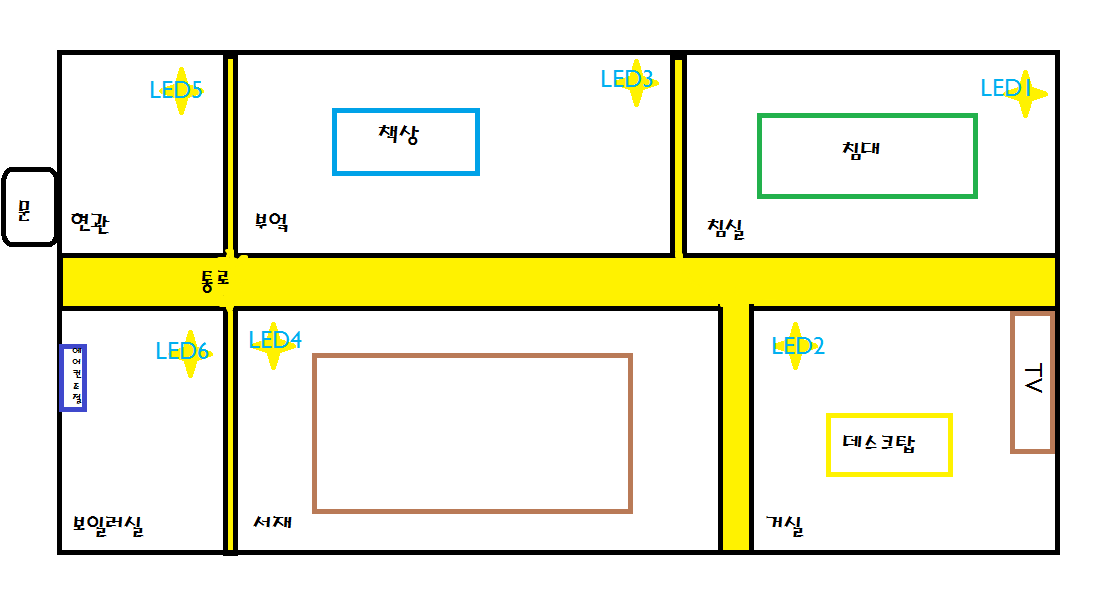 LED5
LED3
LED1
책상
침대
문
현관
부엌
침실
통로
LED6
LED4
LED2
에어컨조절
TV
데스크탑
보일러실
서재
거실